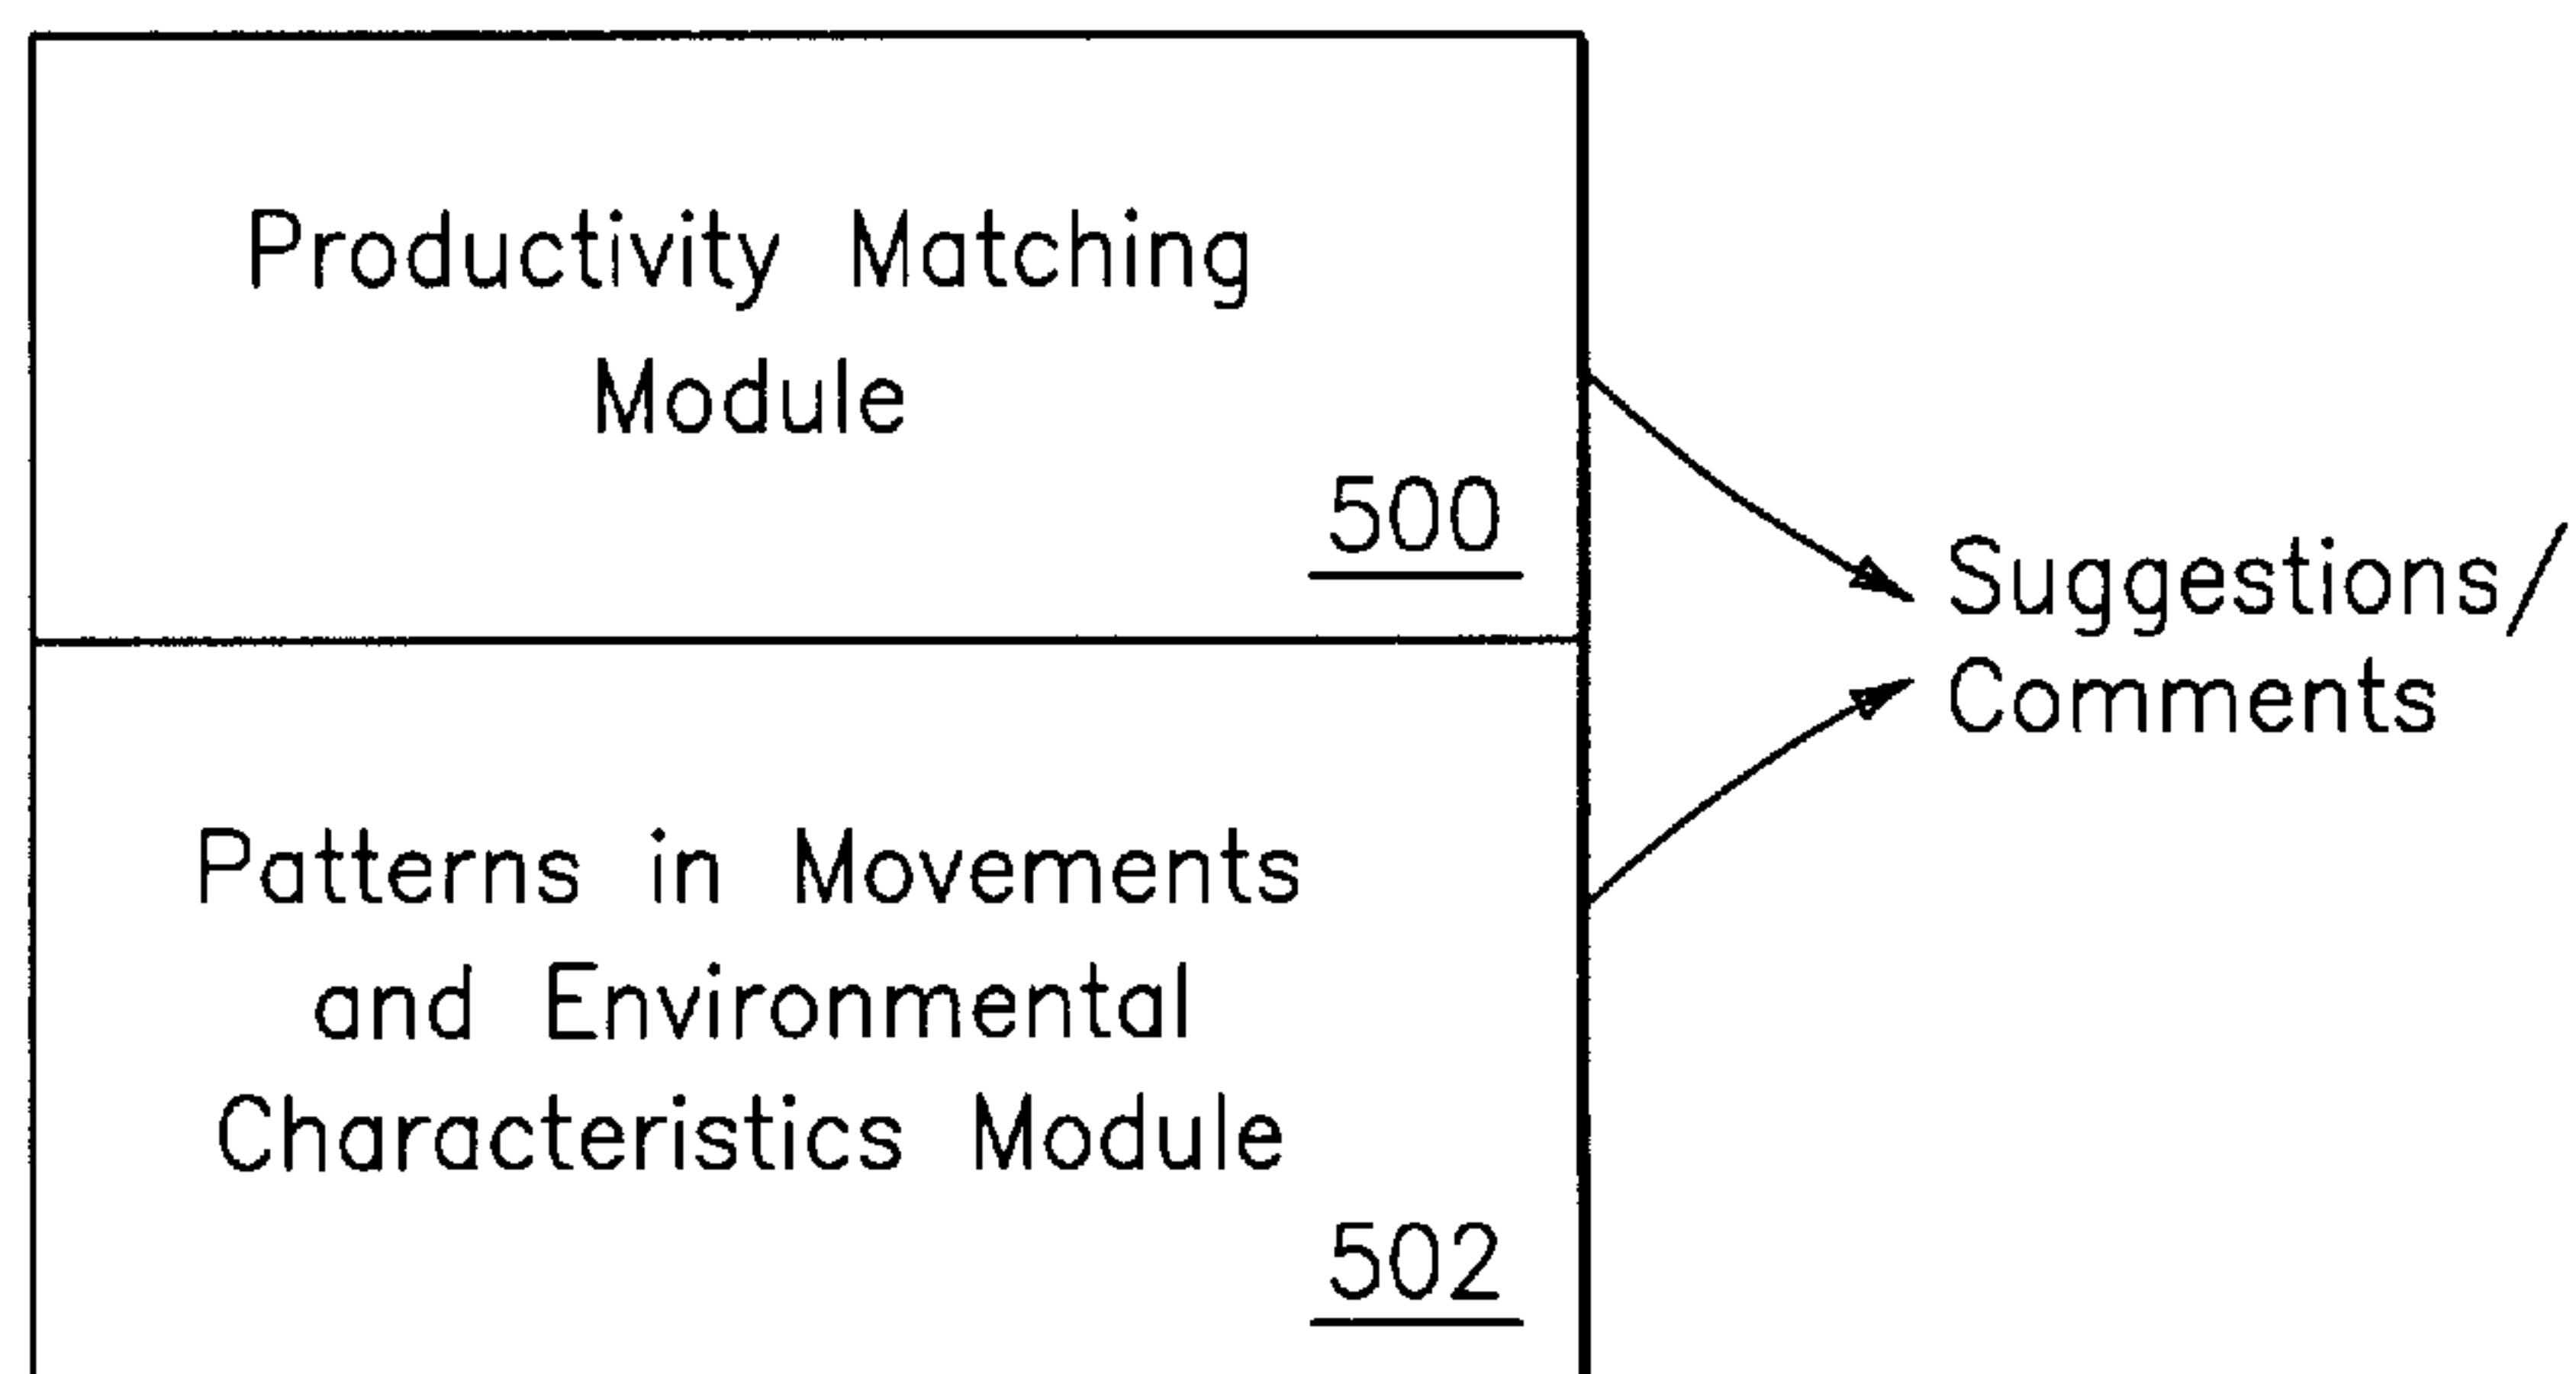 Productivity Matching
Module
500
Suggestions/
Comments
Patterns in Movements
and Environmental
Characteristics Module
502